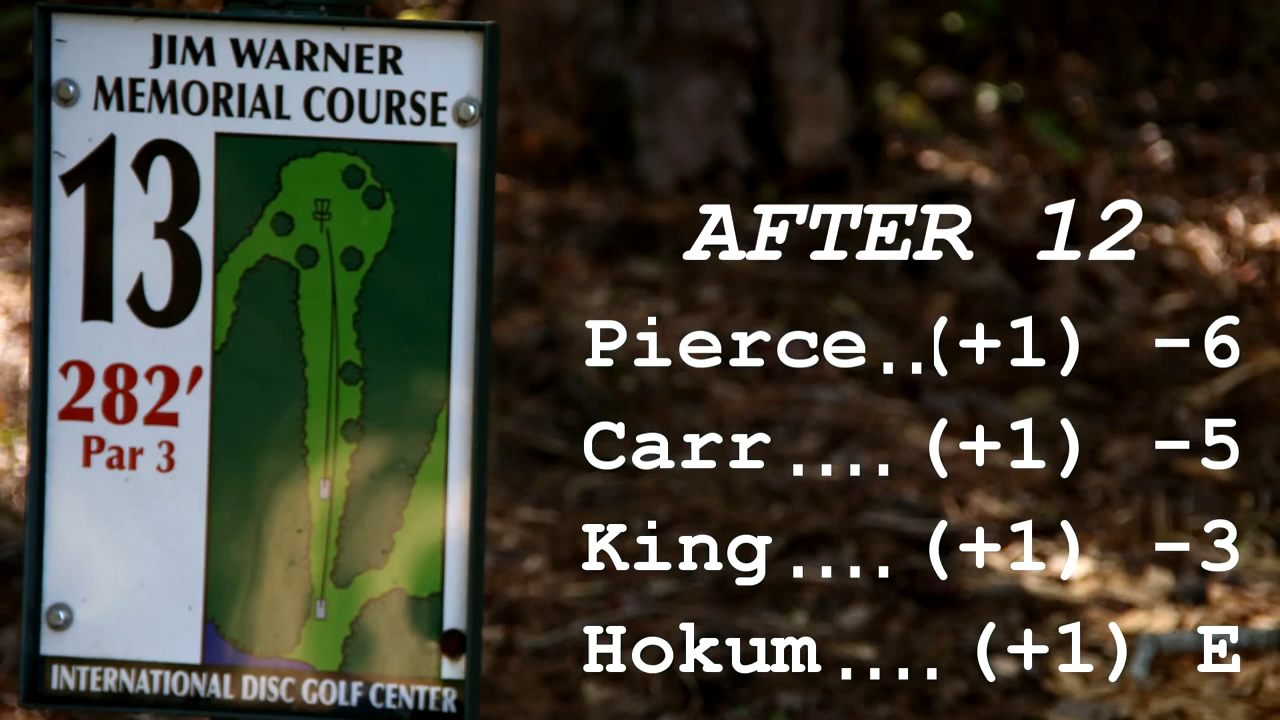 JIM WARNER
MEMORIAL COURSE
13
282'
Par 3
INTERNATIONAL DISC GOLF CENTER
AFTER 12
Pierce..(+1) -6
Carr.... (+1) -5
King.... (+1) -3
Hokum.... (+1) E